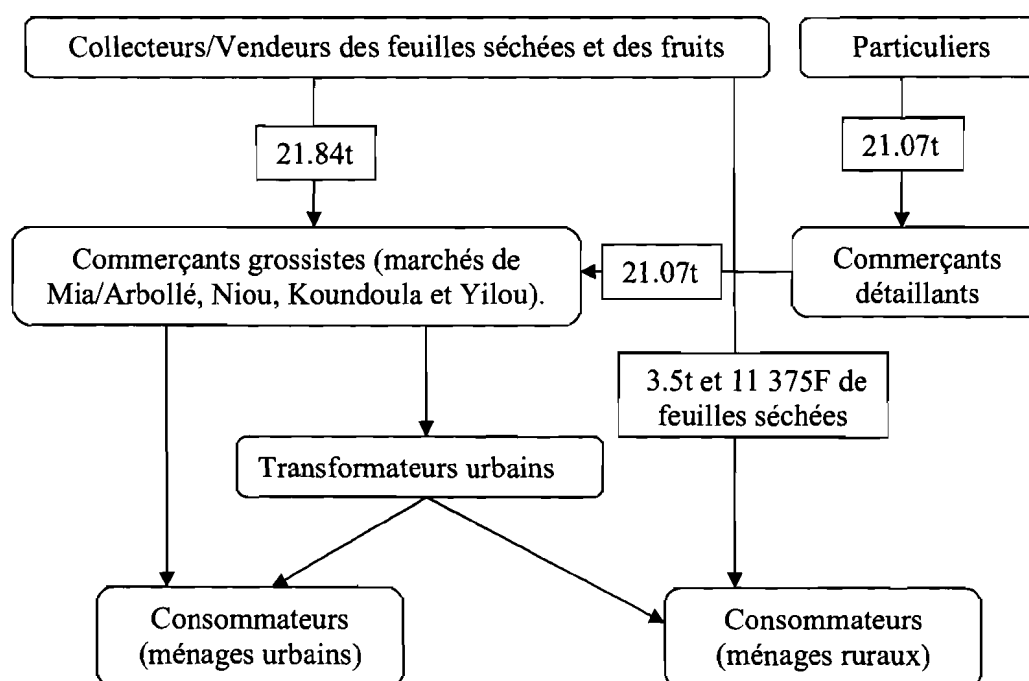 Collecteurs/Vendeurs des feuilles séchées et des fruits
Particuliers
21.84t
21.07t
Commerçants grossistes (marchés de
Mia/Arbollé, Niou, Koundoula et Yilou).
21.07t
Commerçants
détaillants
3.5t et 11 375F de
feuilles séchées
Transformateurs urbains
Consommateurs
(ménages urbains)
Consommateurs
(ménages ruraux)